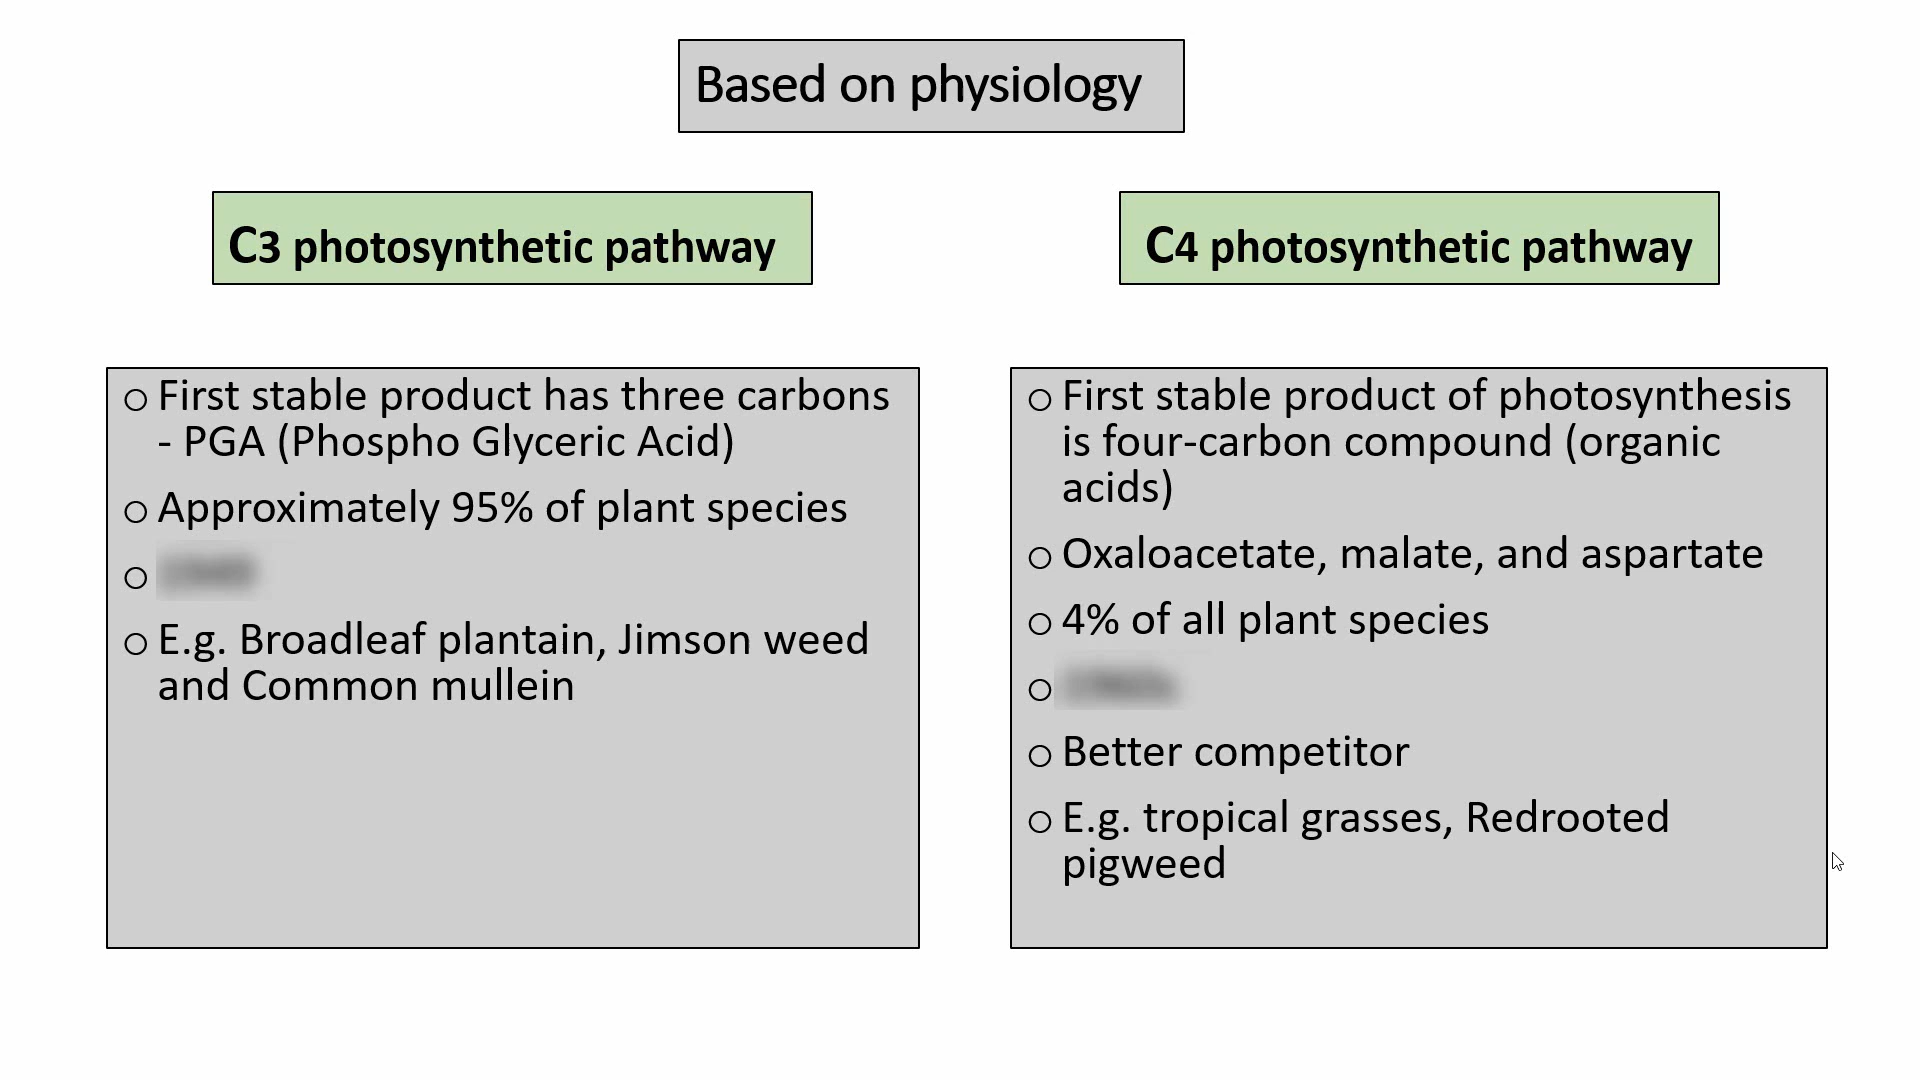 Based on physiology
C3 photosynthetic pathway
C4 photosynthetic pathway
First stable product has three carbons
- PGA (Phospho Glyceric Acid)
Approximately 95% of plant species
E.g. Broadleaf plantain, Jimson weed
and Common mullein
First stable product of photosynthesis
is four-carbon compound (organic
acids)
Oxaloacetate, malate, and aspartate
4% of all plant species
Better competitor
E.g. tropical grasses, Redrooted
pigweed